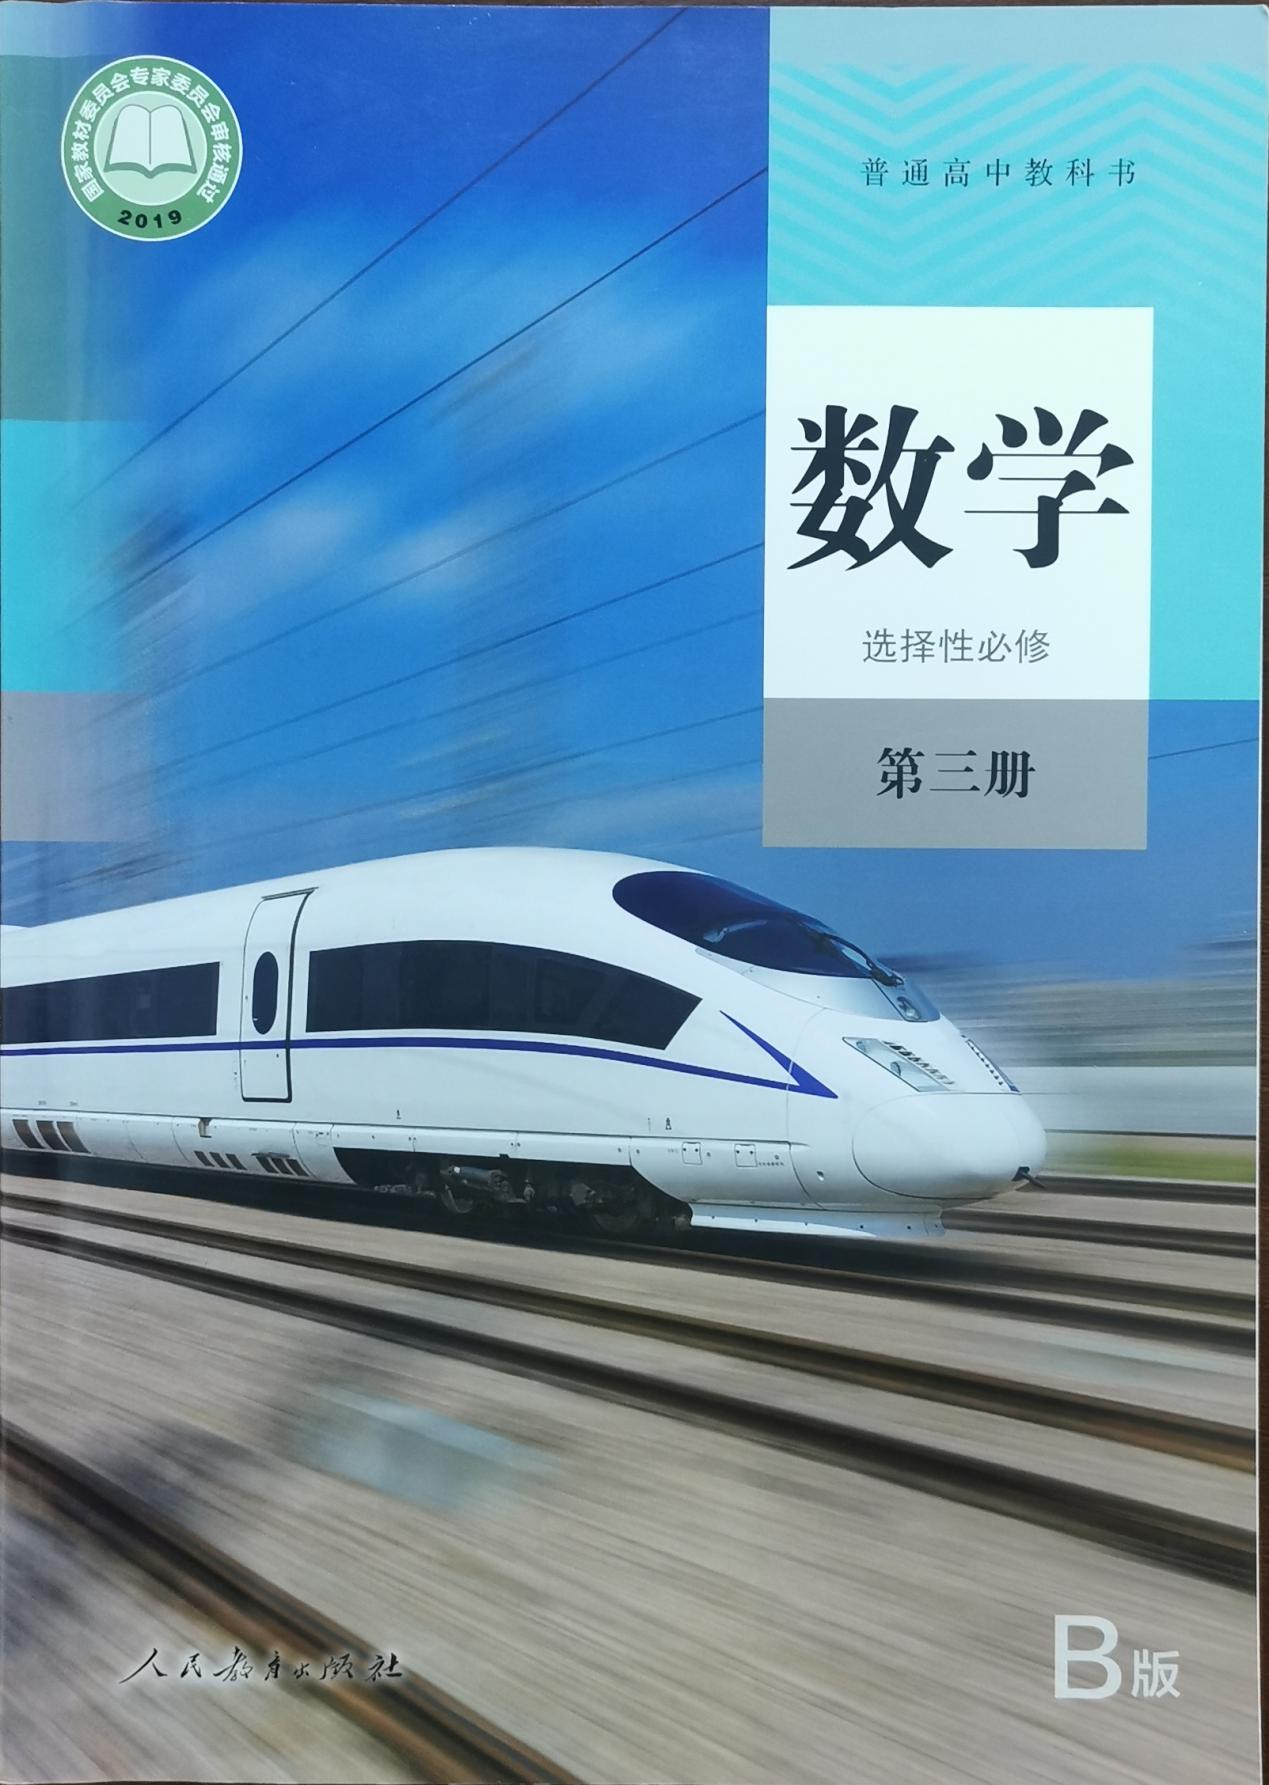 国家教材委员会专家委员会审核通过
2019
普通高中教科书
数学
选择性必修
第三册
人民教育出版社
B版